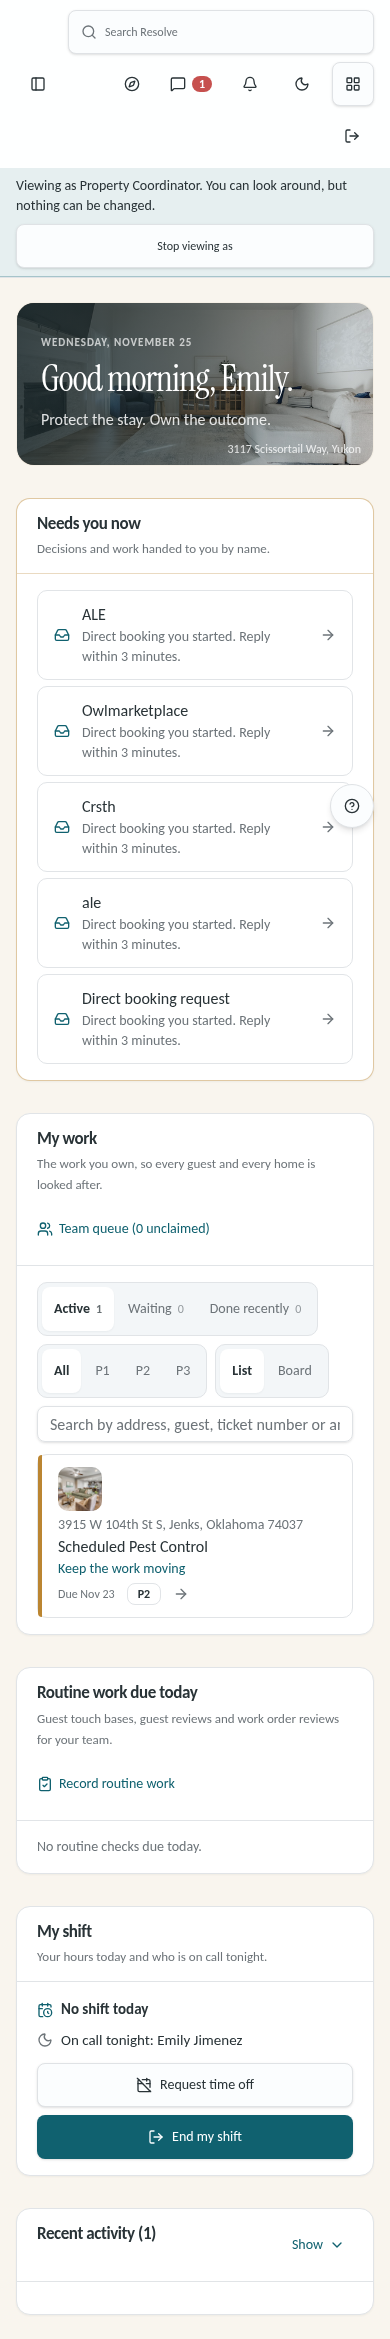 Search Resolve
1
Viewing as Property Coordinator. You can look around, but
nothing can be changed.
Stop viewing as
WEDNESDAY, NOVEMBER 25
Good morning, Emily.
Protect the stay. Own the outcome.
3117 Scissortail Way, Yukon
Needs you now
Decisions and work handed to you by name.
ALE
Direct booking you started. Reply
within 3 minutes.
Owlmarketplace
Direct booking you started. Reply
within 3 minutes.
Crsth
Direct booking you started. Reply
within 3 minutes.
ale
Direct booking you started. Reply
within 3 minutes.
Direct booking request
Direct booking you started. Reply
within 3 minutes.
My work
The work you own, so every guest and every home is
looked after.
Team queue (0 unclaimed)
Active 1 Waiting 0 Done recently 0
All P1 P2 P3 List Board
Search by address, guest, ticket number or ar
3915 W 104th St S, Jenks, Oklahoma 74037
Scheduled Pest Control
Keep the work moving
Due Nov 23 P2
Routine work due today
Guest touch bases, guest reviews and work order reviews
for your team.
Record routine work
No routine checks due today.
My shift
Your hours today and who is on call tonight.
No shift today
On call tonight: Emily Jimenez
Request time off
End my shift
Recent activity (1)
Show